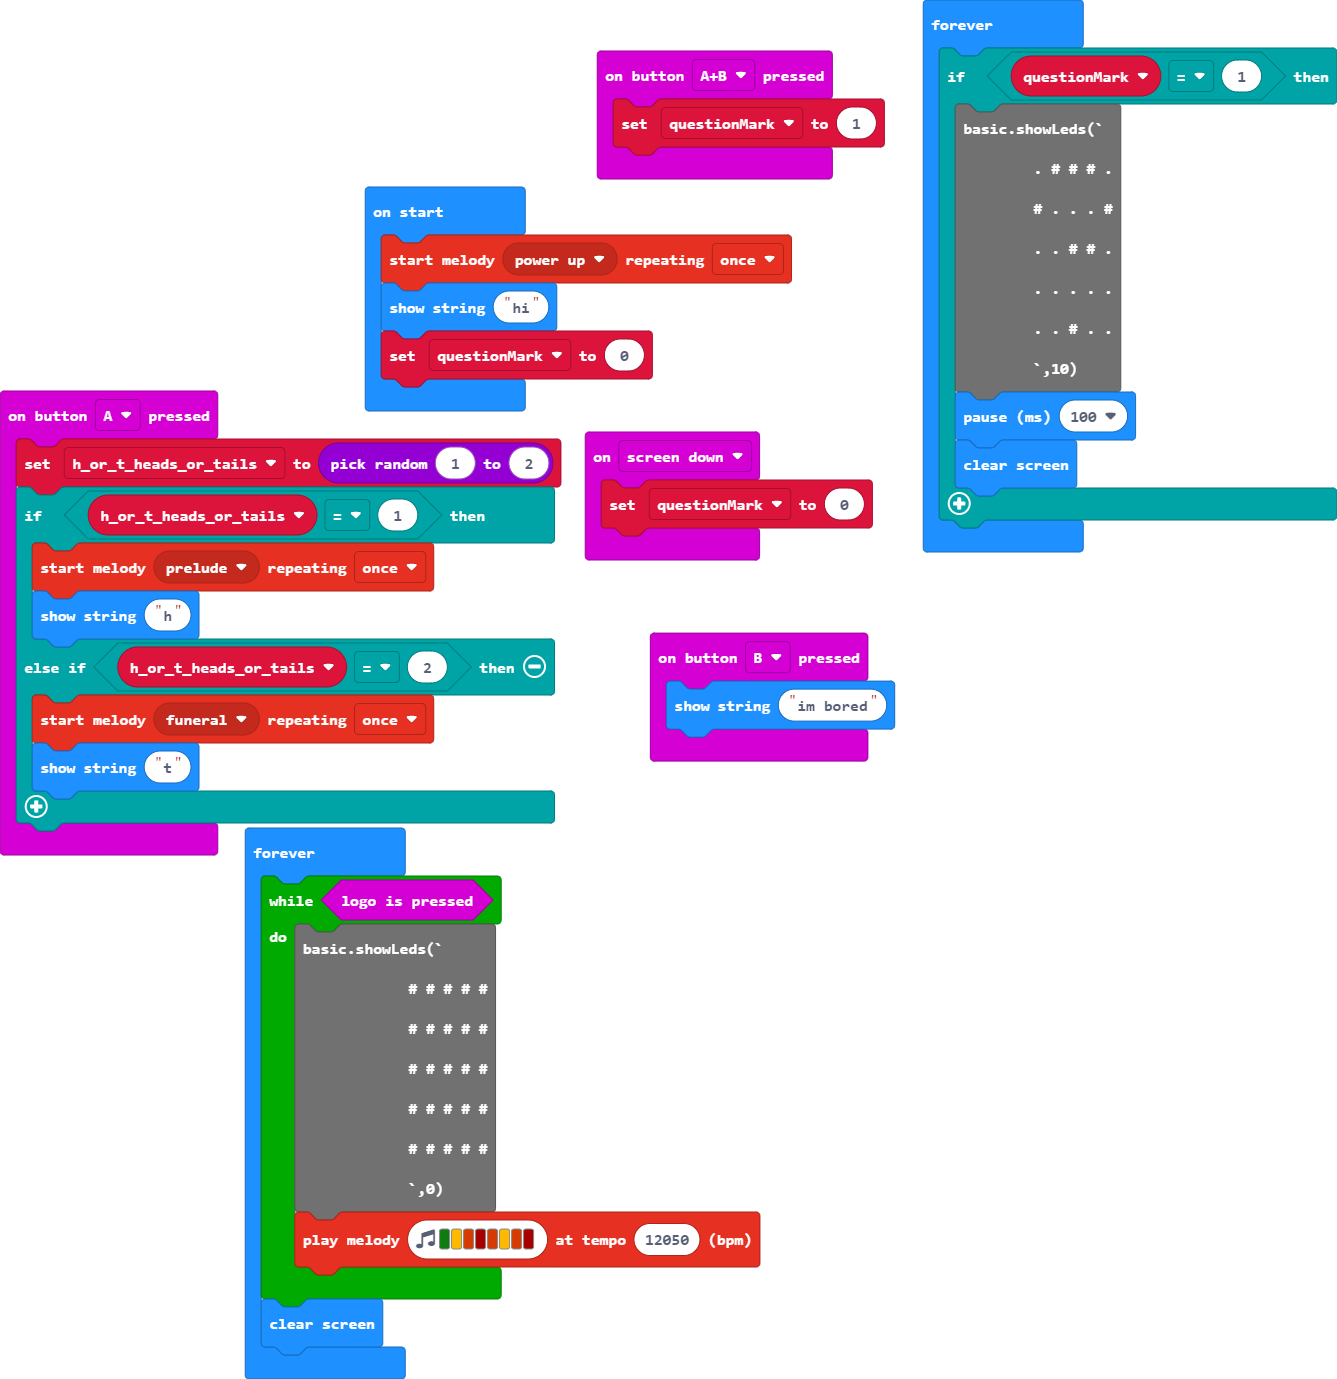 forever
if questionMark = 1 then
basic.showLeds(`
. # # # .
# . . . #
. . # # .
. . . . .
. . # . .
`,10)
pause (ms) 100
clear screen
on button A+B pressed
set questionMark to 1
on start
start melody power up repeating once
show string "hi"
set questionMark to 0
on button A pressed
set h_or_t_heads_or_tails to pick random 1 to 2
if h_or_t_heads_or_tails = 1 then
start melody prelude repeating once
show string "h"
else if h_or_t_heads_or_tails = 2 then
start melody funeral repeating once
show string "t"
on screen down
set questionMark to 0
on button B pressed
show string "im bored"
forever
while logo is pressed
do
basic.showLeds(`
# # # # #
# # # # #
# # # # #
# # # # #
# # # # #
`,0)
play melody at tempo 12050 (bpm)
clear screen